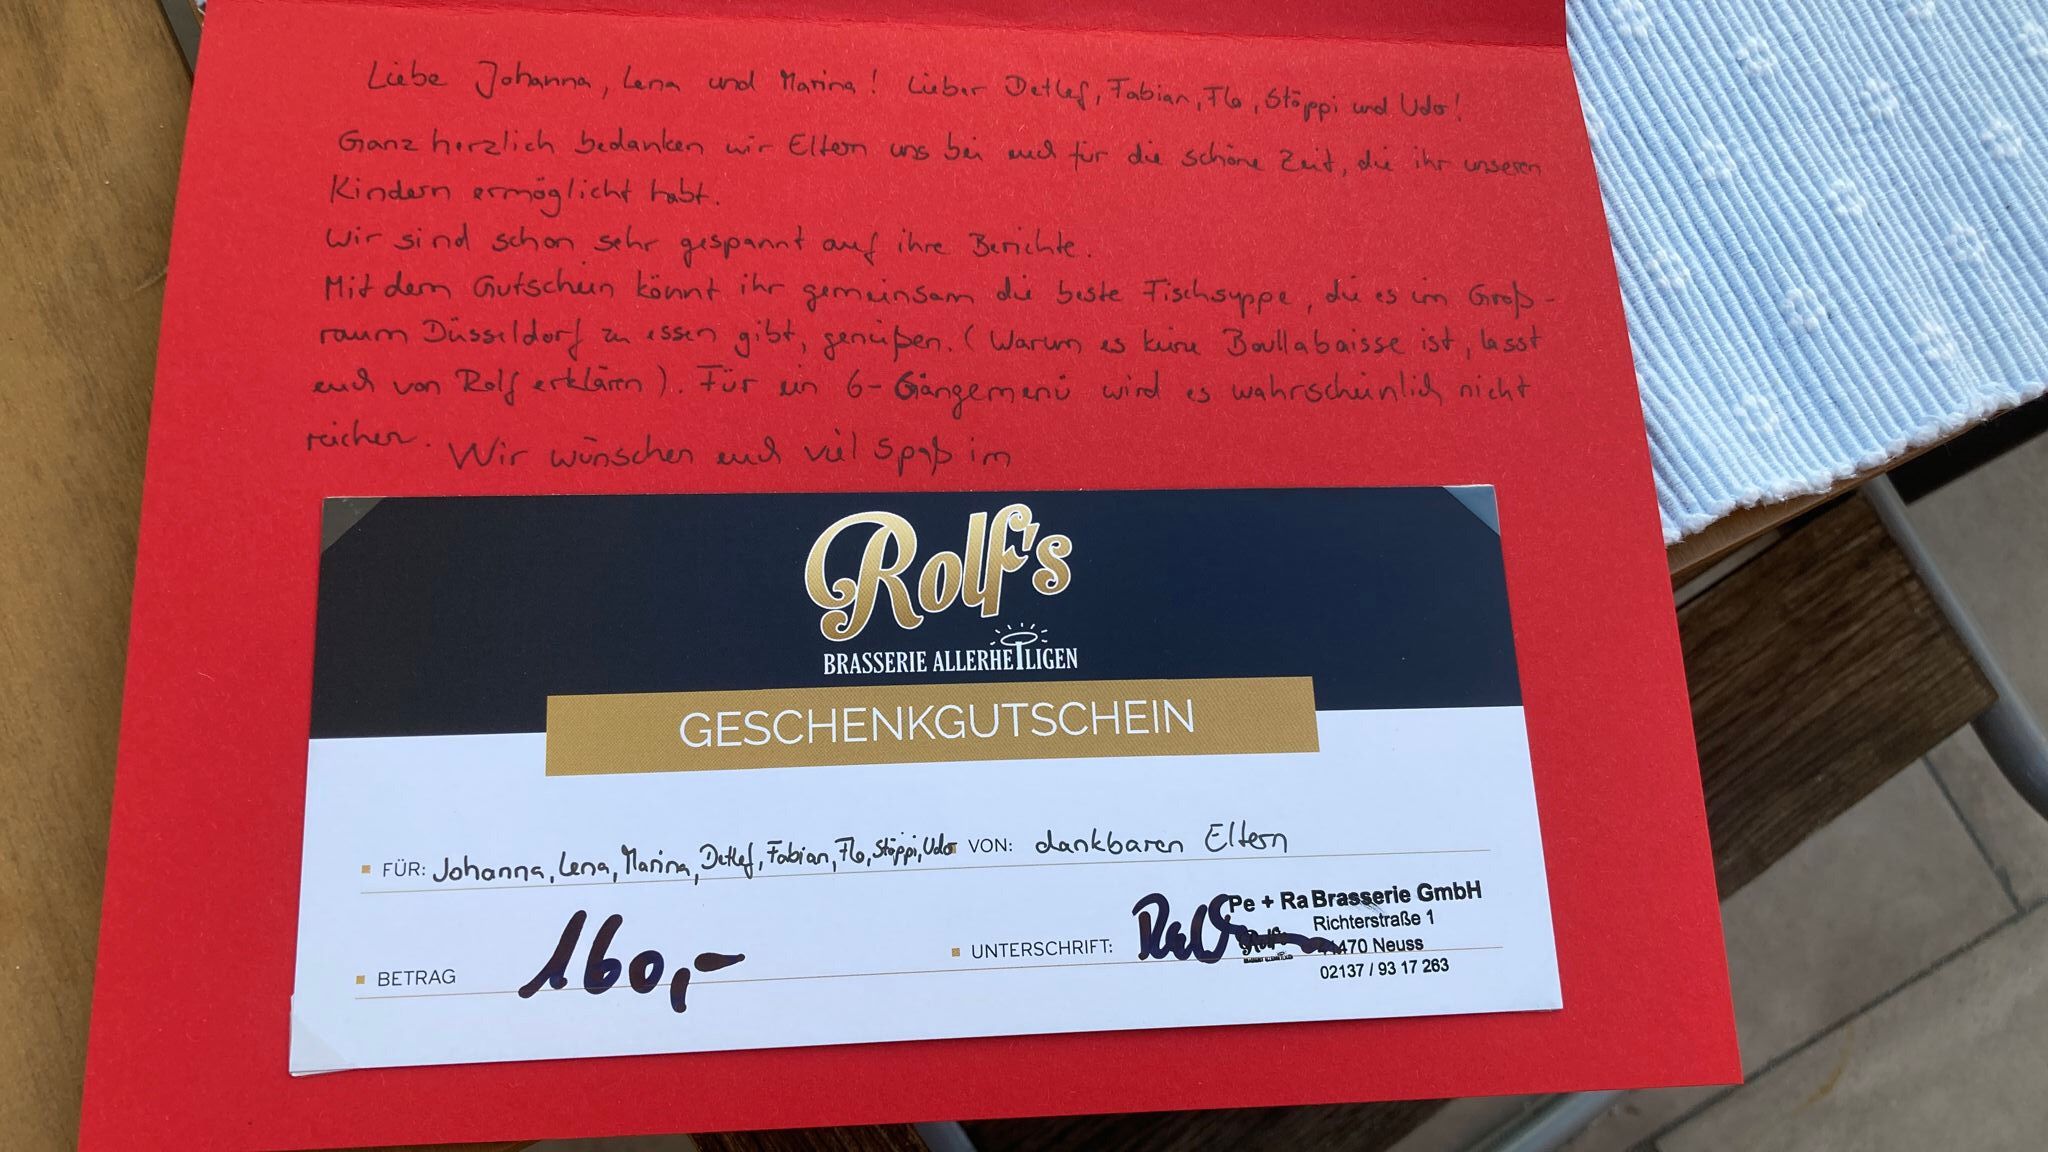 Liebe Johanna, Lena und Marina! Lieber Detlef, Fabian, Flo, Stöppi und Udo!
Ganz herzlich bedanken wir Eltern uns bei euch für die schöne Zeit, die ihr unseren
Kindern ermöglicht habt.
Wir sind schon sehr gespannt auf ihre Berichte.
Mit dem Gutschein könnt ihr gemeinsam die beste Fischsuppe, die es im Groß-
raum Düsseldorf zu essen gibt, genießen. (Warum es keine Boullabaisse ist, lasst
euch von Rolf erklären). Für ein 6-Gängemenü wird es wahrscheinlich nicht
reichen. Wir wünschen euch viel Spaß im
Rolf's
BRASSERIE ALLERHEILIGEN
GESCHENKGUTSCHEIN
FÜR: Johanna, Lena, Marina, Detlef, Fabian, Flo, Stöppi, Udo VON: dankbaren Eltern
BETRAG 160,-
UNTERSCHRIFT:
Pe + Ra Brasserie GmbH
Richterstraße 1
41470 Neuss
02137 / 93 17 263